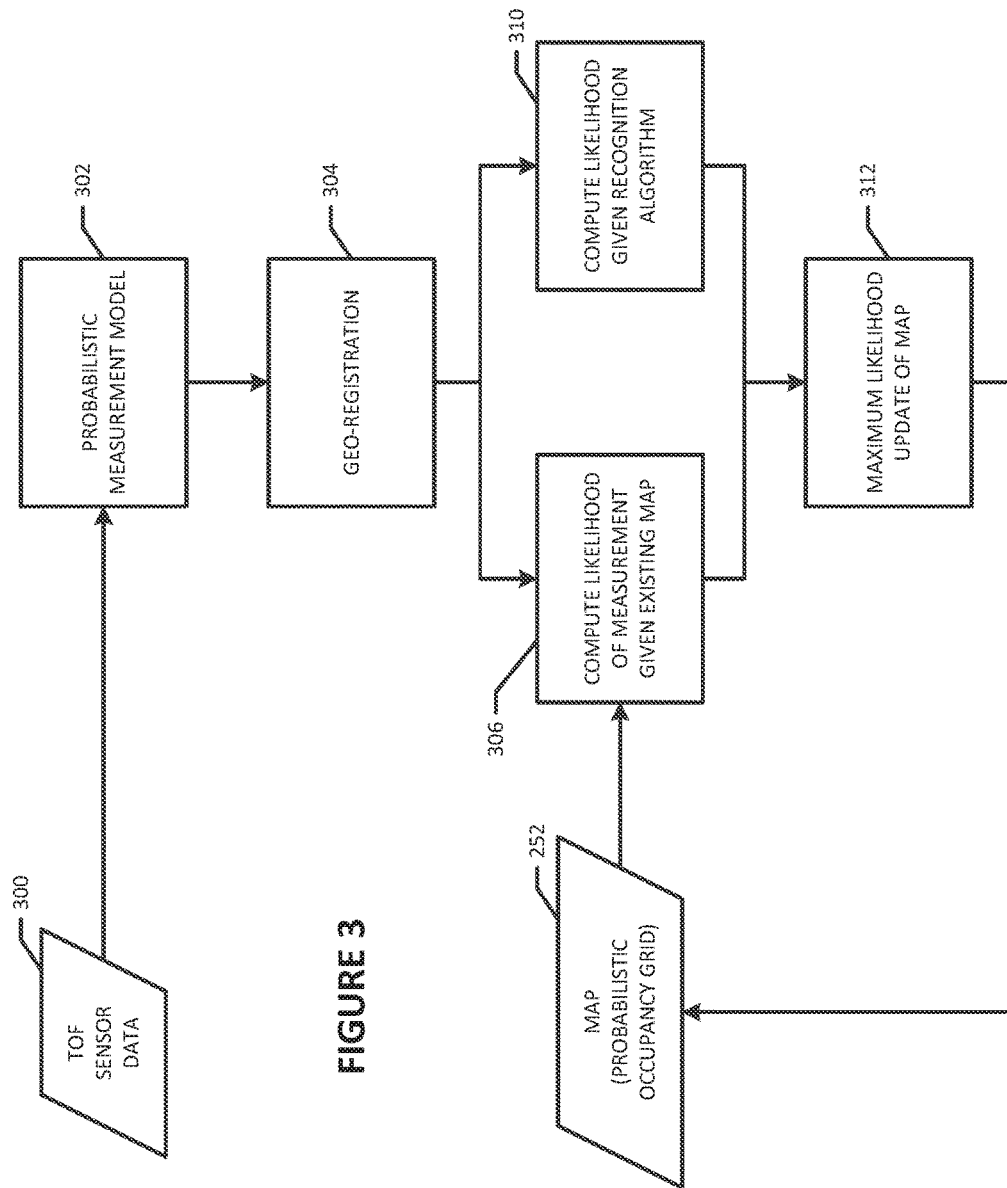 300
TOF
SENSOR
DATA
302
PROBABILISTIC
MEASUREMENT MODEL
304
GEO-REGISTRATION
FIGURE 3
252
MAP
(PROBABILISTIC
OCCUPANCY GRID)
306
COMPUTE LIKELIHOOD
OF MEASUREMENT
GIVEN EXISTING MAP
310
COMPUTE LIKELIHOOD
GIVEN RECOGNITION
ALGORITHM
312
MAXIMUM LIKELIHOOD
UPDATE OF MAP